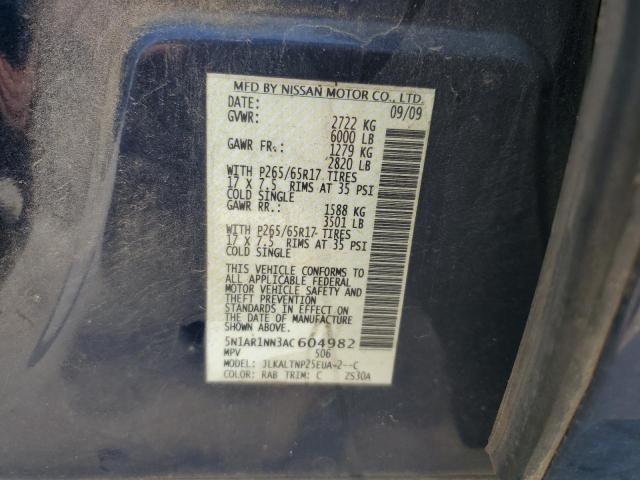 MFD BY NISSAN MOTOR CO., LTD.
DATE: 09/09
GVWR: 2722 KG
6000 LB
GAWR FR.: 1279 KG
2820 LB
WITH P265/65R17 TIRES
17 X 7.5 RIMS AT 35 PSI
COLD SINGLE
GAWR RR.: 1588 KG
3501 LB
WITH P265/65R17 TIRES
17 X 7.5 RIMS AT 35 PSI
COLD SINGLE
THIS VEHICLE CONFORMS TO
ALL APPLICABLE FEDERAL
MOTOR VEHICLE SAFETY AND
THEFT PREVENTION
STANDARDS IN EFFECT ON
THE DATE OF MANUFACTURE
SHOWN ABOVE.
5N1AR1NN3AC604982
MPV 506
MODEL: JLKALTNP25EUA-2--C
COLOR: RAB TRIM: C ZS30A